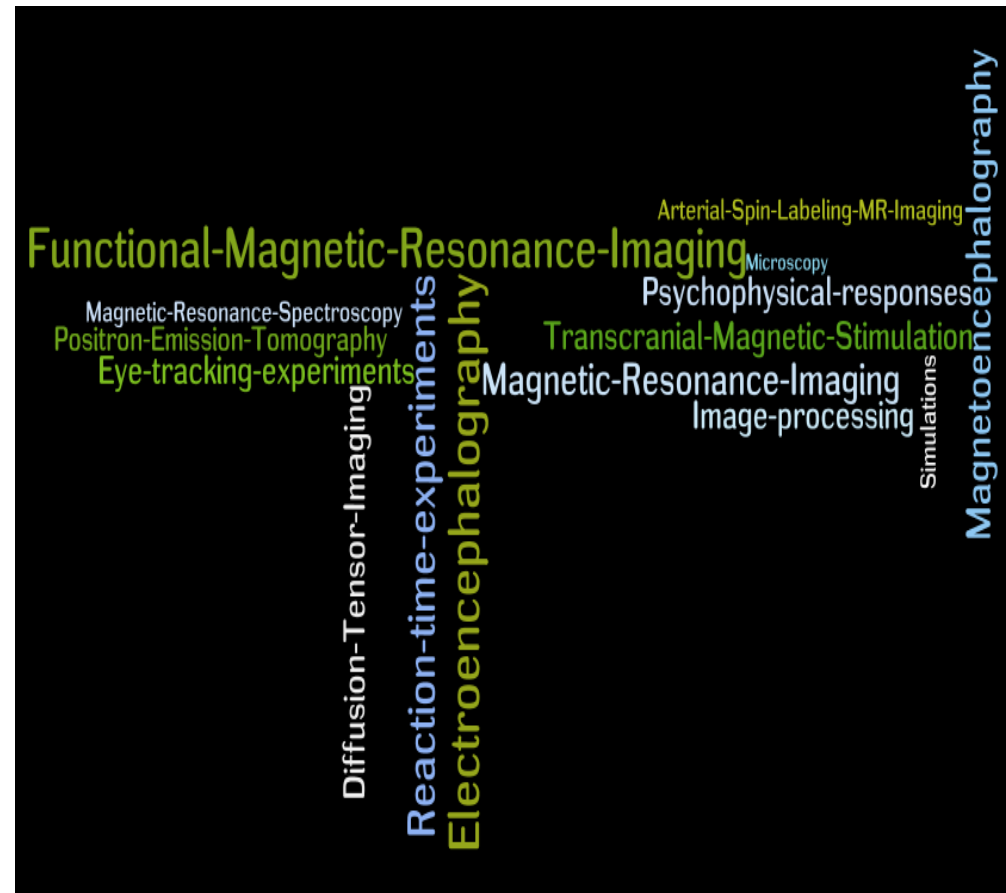 Functional-Magnetic-Resonance-Imaging
Magnetic-Resonance-Spectroscopy
Positron-Emission-Tomography
Eye-tracking-experiments
Diffusion-Tensor-Imaging
Reaction-time-experiments
Electroencephalography
Arterial-Spin-Labeling-MR-Imaging
Microscopy
Psychophysical-responses
Transcranial-Magnetic-Stimulation
Magnetic-Resonance-Imaging
Image-processing
Simulations
Magnetoencephalography